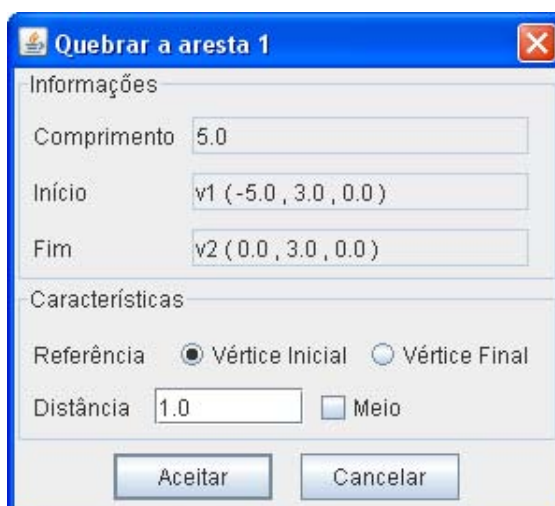 Quebrar a aresta 1
Informações
Comprimento 5.0
Início v1 ( -5.0 , 3.0 , 0.0 )
Fim v2 ( 0.0 , 3.0 , 0.0 )
Características
Referência Vértice Inicial Vértice Final
Distância 1.0 Meio
Aceitar Cancelar